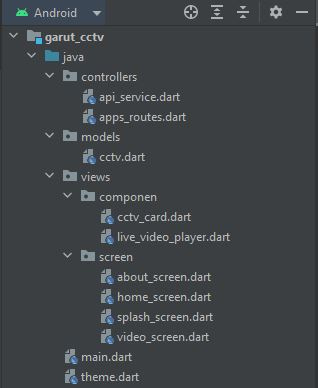 Android
garut_cctv
java
controllers
api_service.dart
apps_routes.dart
models
cctv.dart
views
componen
cctv_card.dart
live_video_player.dart
screen
about_screen.dart
home_screen.dart
splash_screen.dart
video_screen.dart
main.dart
theme.dart